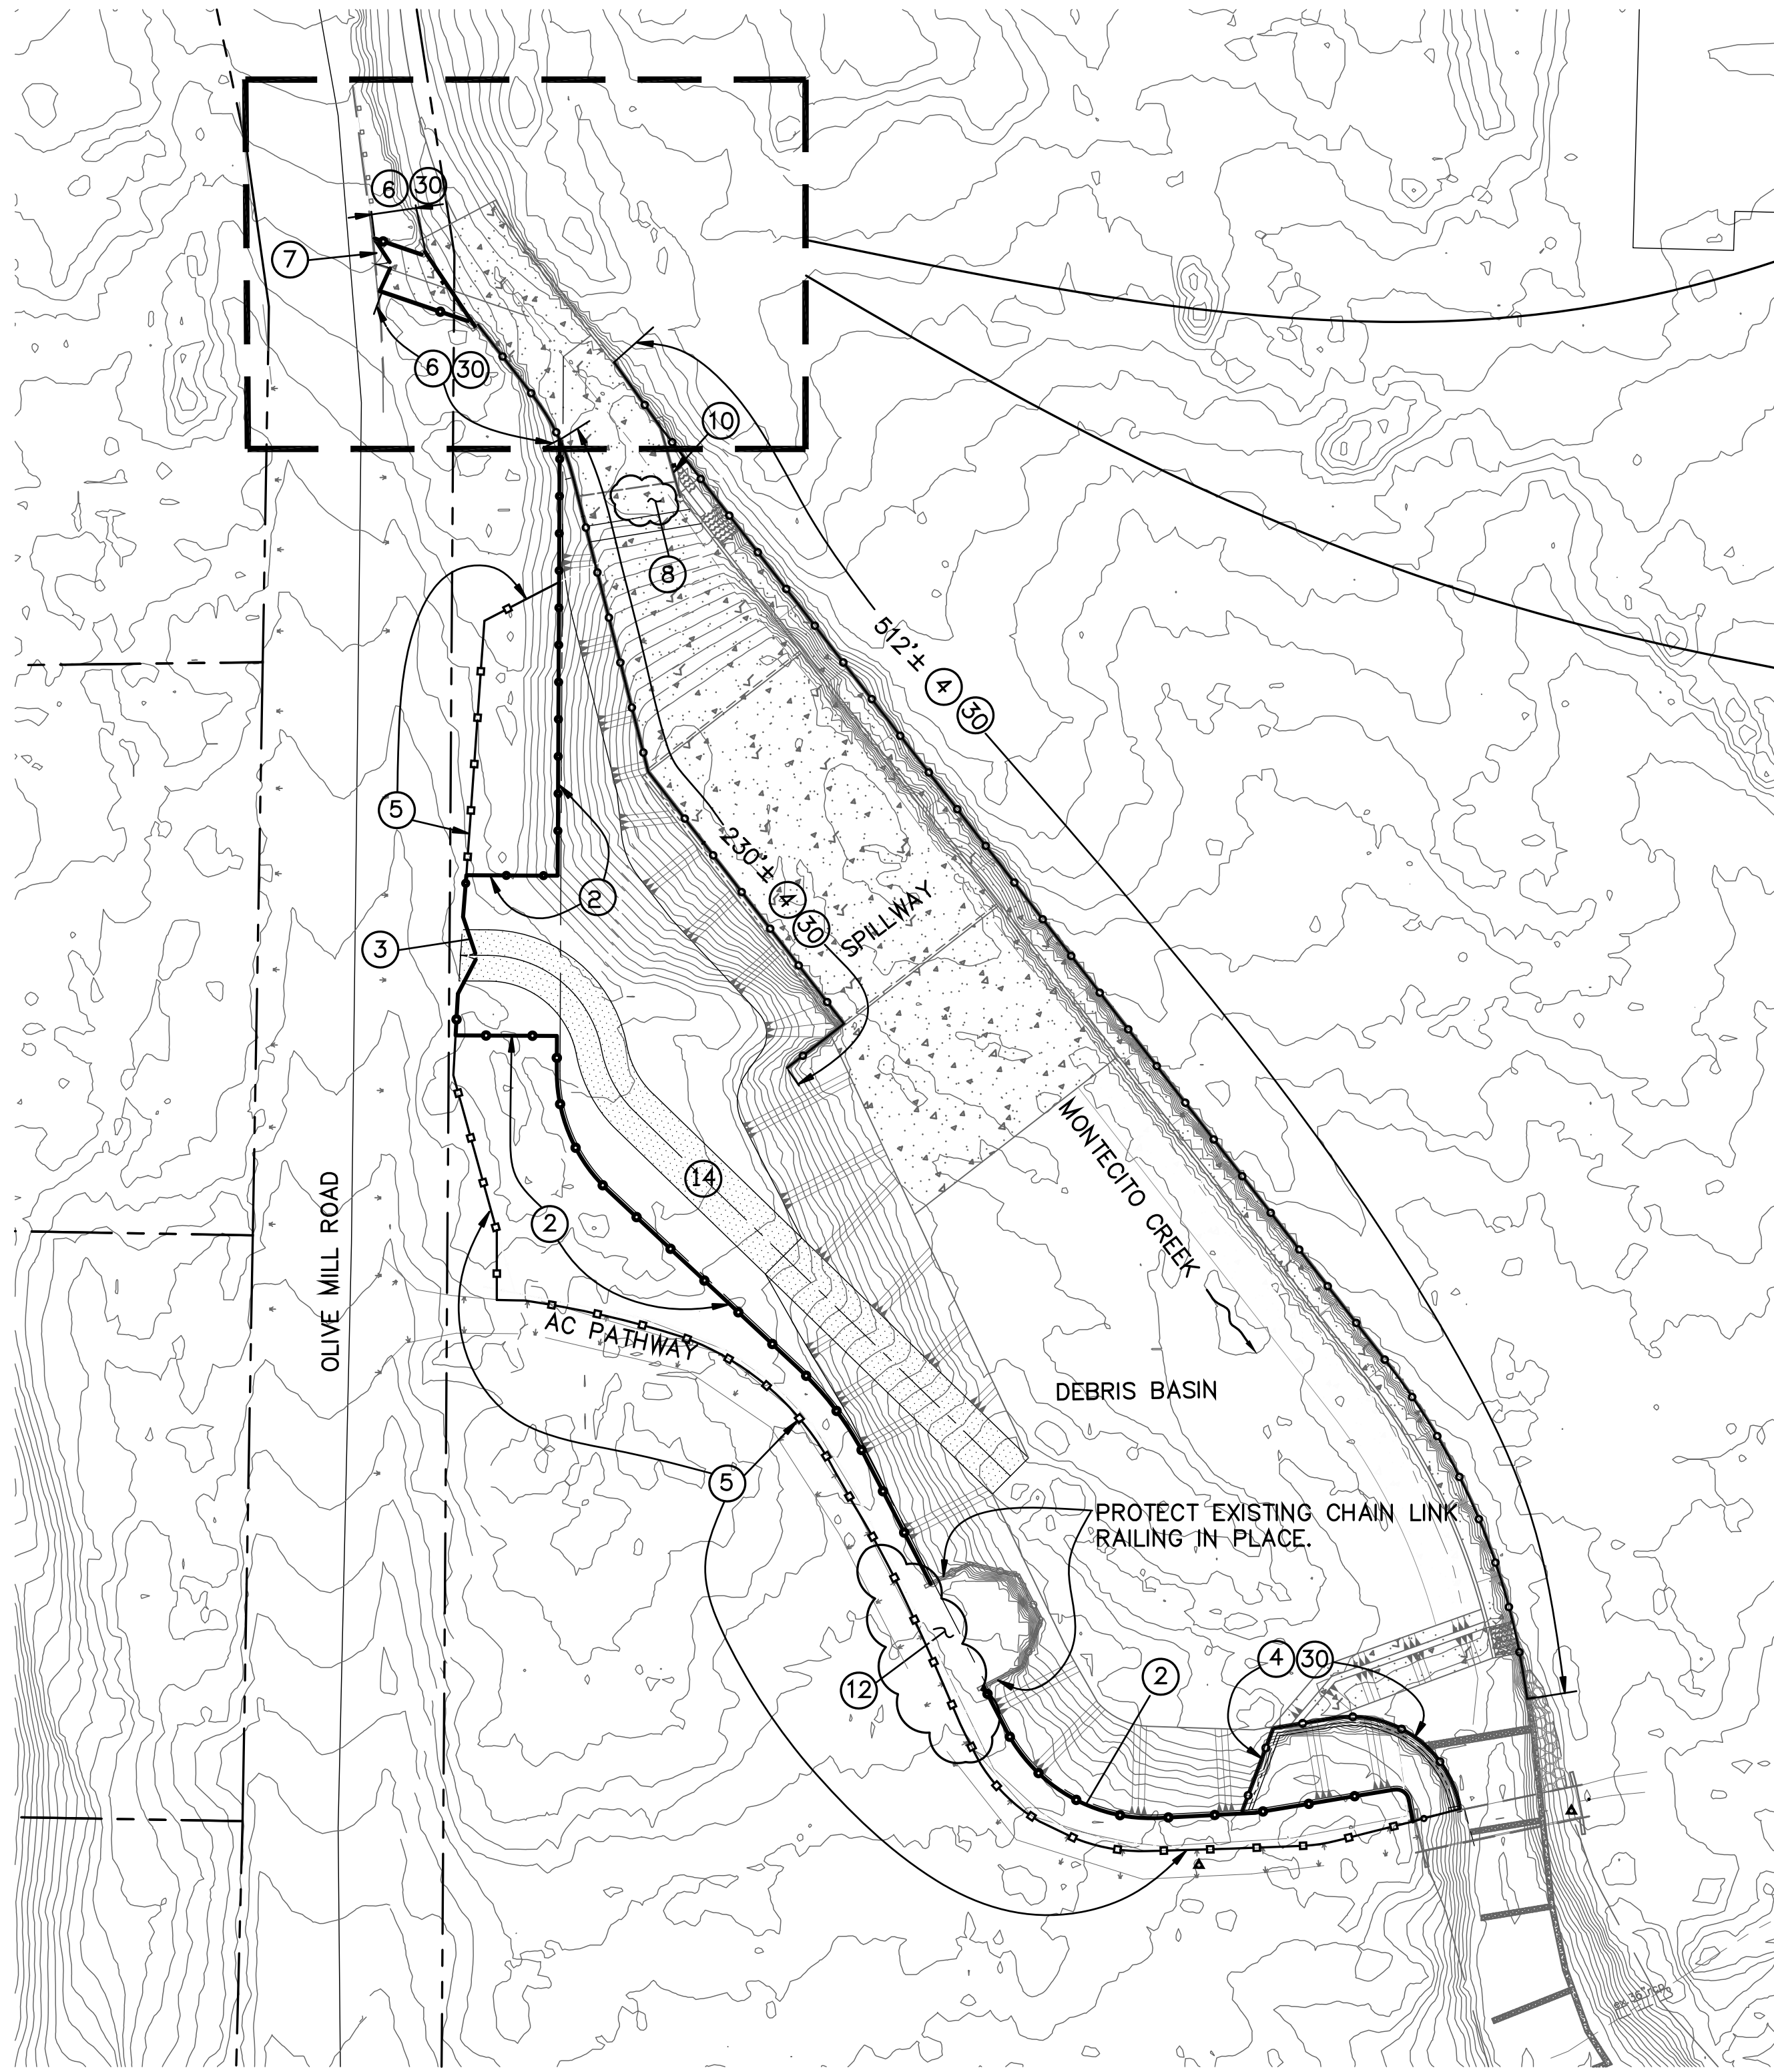 6 30
7
6 30
10
8
512'± 4 30
5
230'± 4 30
2
SPILLWAY
3
MONTECITO CREEK
14
OLIVE MILL ROAD
2
AC PATHWAY
DEBRIS BASIN
5
PROTECT EXISTING CHAIN LINK
RAILING IN PLACE.
4 30
2
12